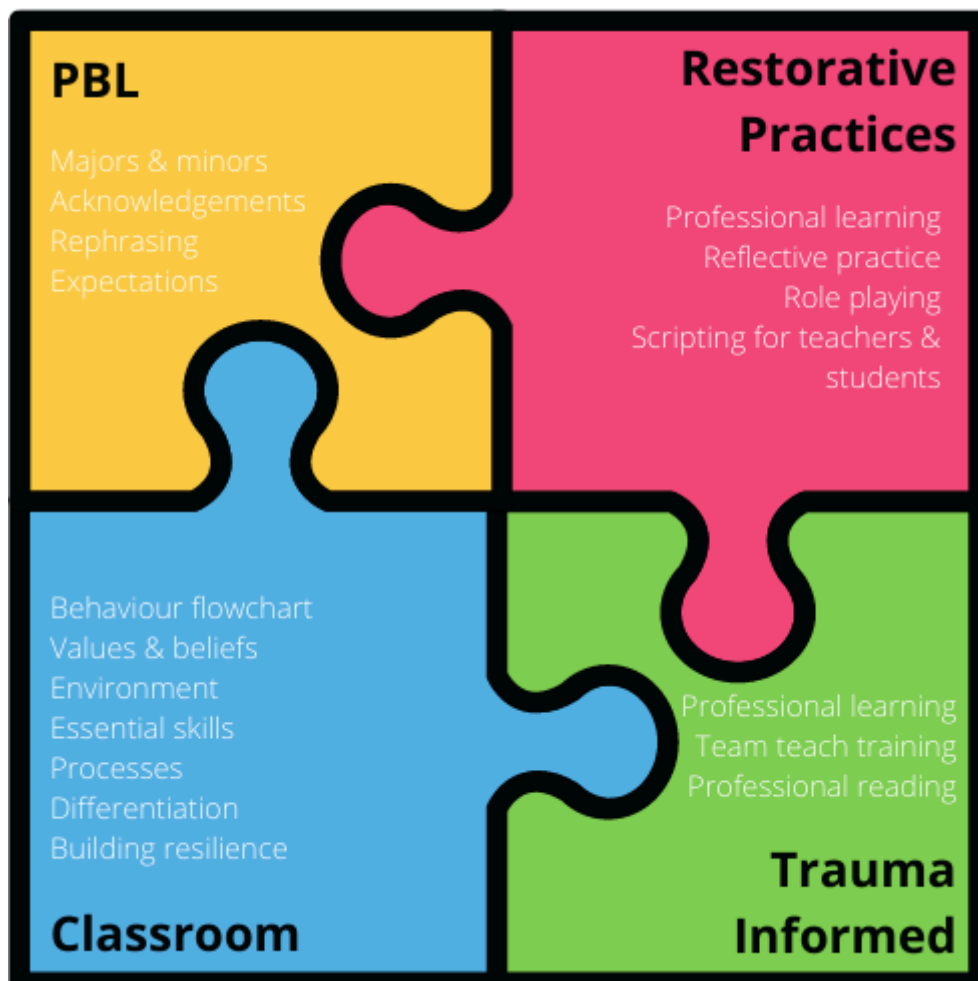 PBL
Majors & minors
Acknowledgements
Rephrasing
Expectations
Restorative
Practices
Professional learning
Reflective practice
Role playing
Scripting for teachers &
students
Behaviour flowchart
Values & beliefs
Environment
Essential skills
Processes
Differentiation
Building resilience
Classroom
Professional learning
Team teach training
Professional reading
Trauma
Informed